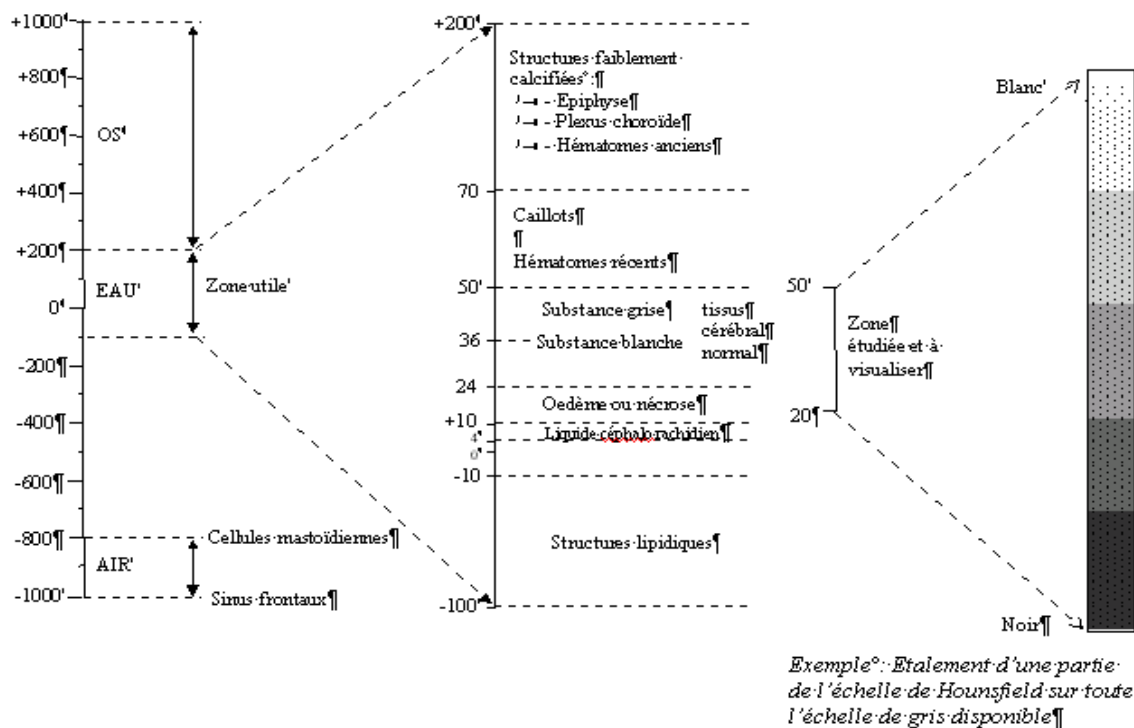 +1000
+800¶
+600¶
+400¶
+200¶
0
-200¶
-400¶
-600¶
-800¶
-1000
OS
EAU
AIR
Zone·utile
Cellules·mastoïdiennes¶
Sinus·frontaux¶
+200
Structures·faiblement·
calcifiées°:¶
-·Epiphyse¶
-·Plexus·choroïde¶
-·Hématomes·anciens¶
70
Caillots¶
¶
Hématomes·récents¶
50
Substance·grise¶
tissus¶
cérébral¶
normal¶
36
Substance·blanche
24
Oedème·ou·nécrose¶
+10
Liquide·céphalo·rachidien¶
4
0
-10
Structures·lipidiques¶
-100
50
Zone¶
étudiée·et·à·
visualiser¶
20¶
Blanc
Noir¶
Exemple°:·Etalement·d'une·partie·
de·l'échelle·de·Hounsfield·sur·toute·
l'échelle·de·gris·disponible¶